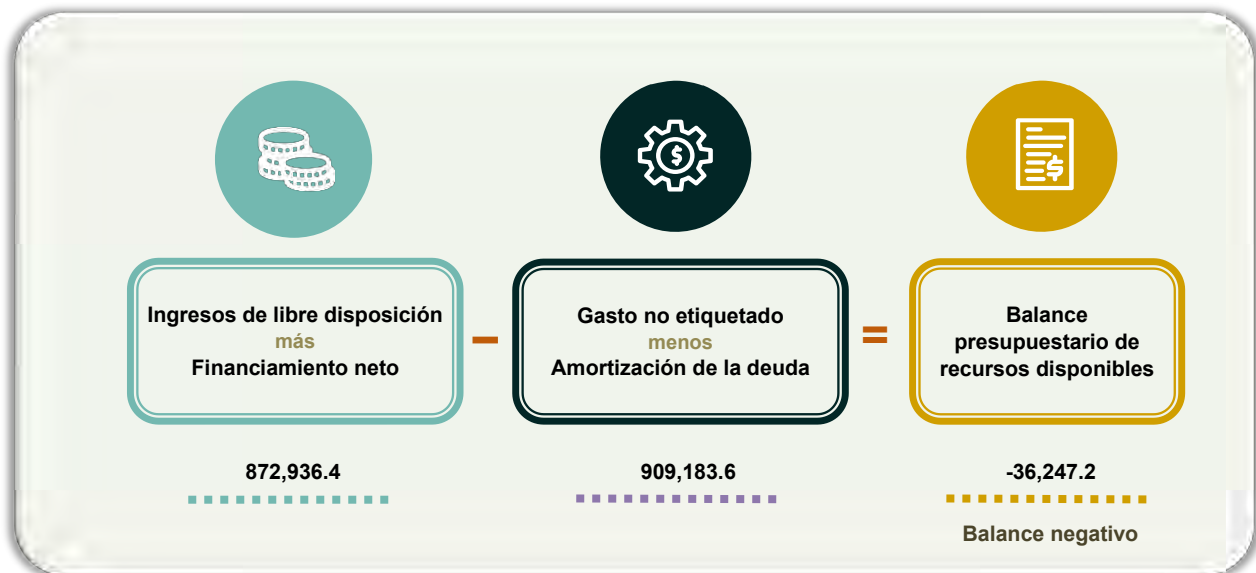 Ingresos de libre disposición
más
Financiamiento neto
−
Gasto no etiquetado
menos
Amortización de la deuda
=
Balance
presupuestario de
recursos disponibles
872,936.4
909,183.6
-36,247.2
Balance negativo